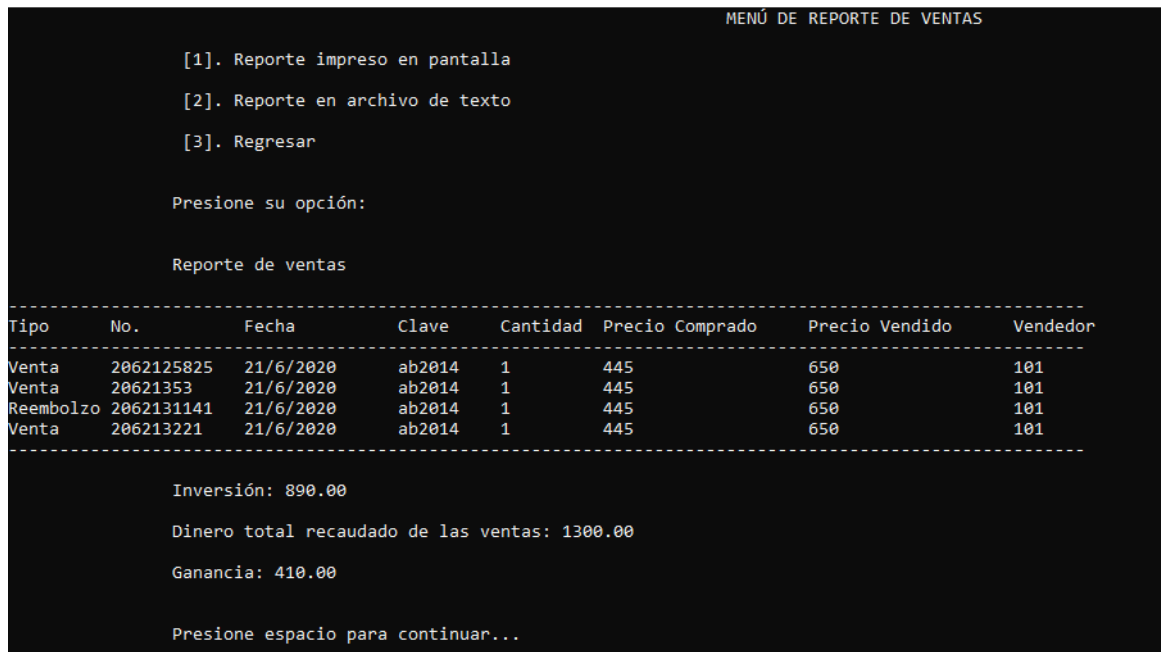 MENÚ DE REPORTE DE VENTAS
[1]. Reporte impreso en pantalla
[2]. Reporte en archivo de texto
[3]. Regresar
Presione su opción:
Reporte de ventas
---------------------------------------------------------------------------------------------------------
Tipo No. Fecha Clave Cantidad Precio Comprado Precio Vendido Vendedor
---------------------------------------------------------------------------------------------------------
Venta 2062125825 21/6/2020 ab2014 1 445 650 101
Venta 20621353 21/6/2020 ab2014 1 445 650 101
Reembolzo 2062131141 21/6/2020 ab2014 1 445 650 101
Venta 206213221 21/6/2020 ab2014 1 445 650 101
---------------------------------------------------------------------------------------------------------
Inversión: 890.00
Dinero total recaudado de las ventas: 1300.00
Ganancia: 410.00
Presione espacio para continuar...